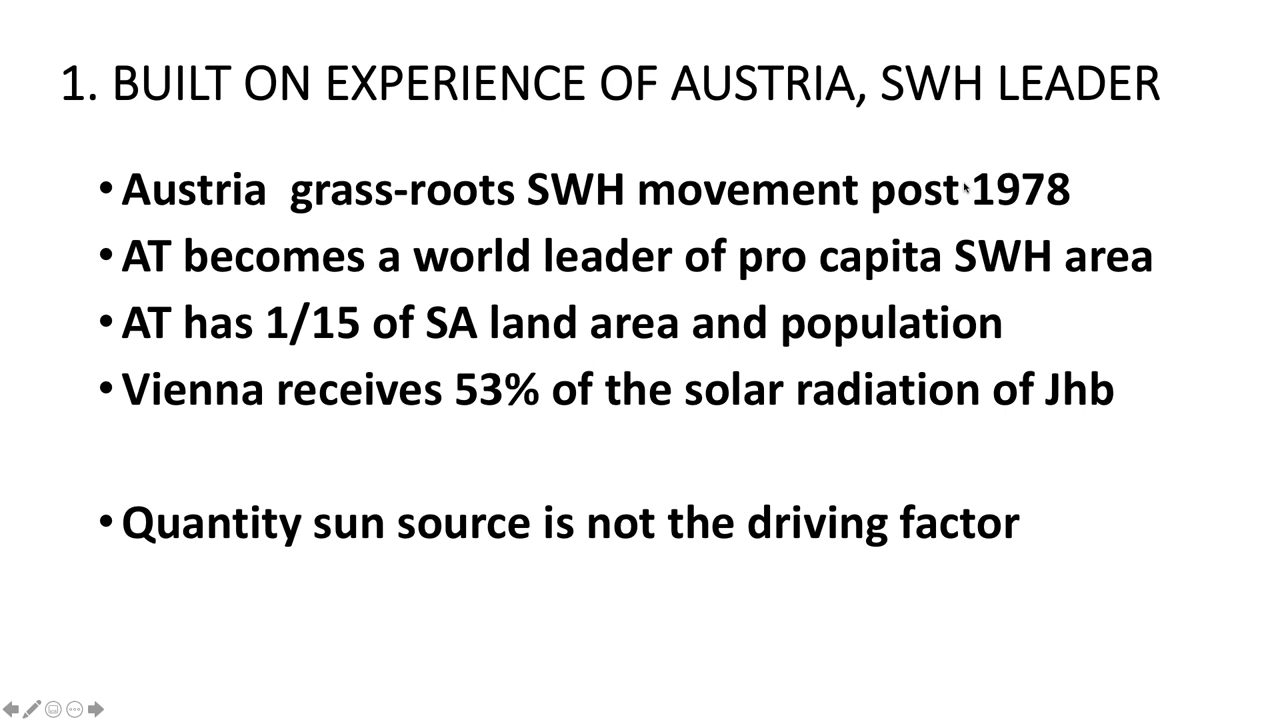 1. BUILT ON EXPERIENCE OF AUSTRIA, SWH LEADER
• Austria  grass-roots SWH movement post 1978
• AT becomes a world leader of pro capita SWH area
• AT has 1/15 of SA land area and population
• Vienna receives 53% of the solar radiation of Jhb
• Quantity sun source is not the driving factor